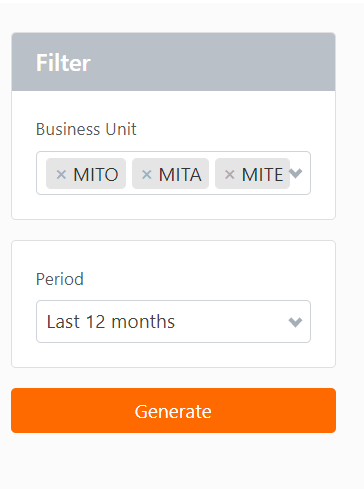 Filter
Business Unit
× MITO × MITA × MITE
Period
Last 12 months
Generate